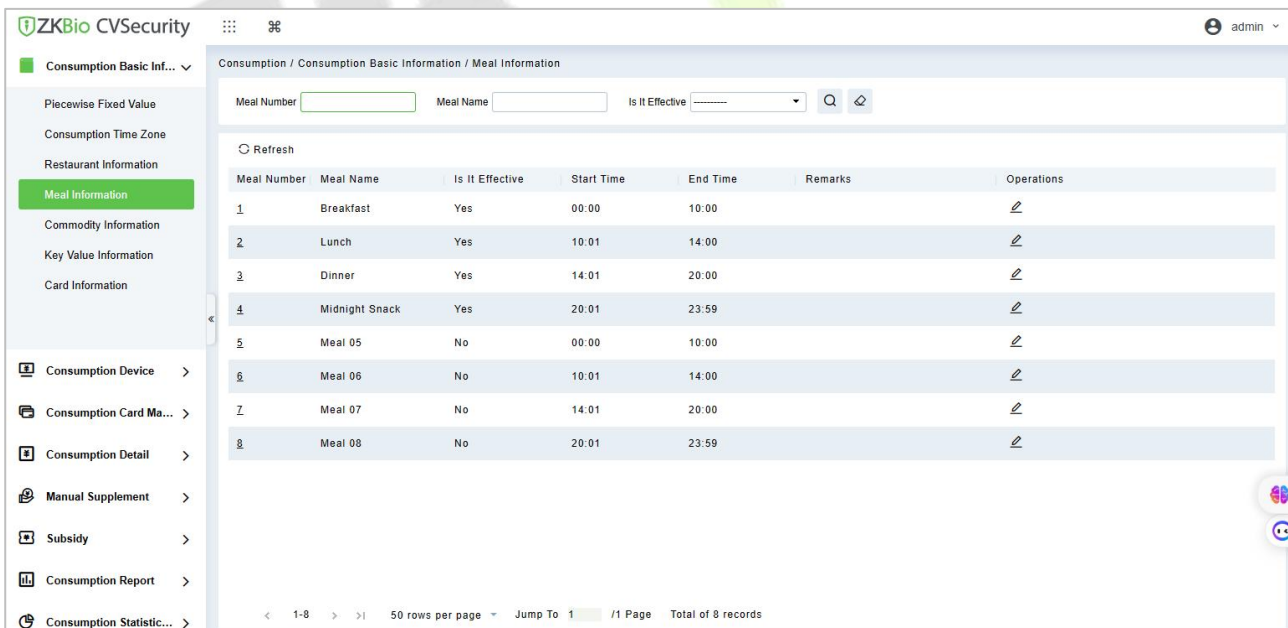 ZKBio CVSecurity
admin
Consumption Basic Inf...
Consumption / Consumption Basic Information / Meal Information
Piecewise Fixed Value
Consumption Time Zone
Restaurant Information
Meal Information
Commodity Information
Key Value Information
Card Information
Consumption Device
Consumption Card Ma...
Consumption Detail
Manual Supplement
Subsidy
Consumption Report
Consumption Statistic...
Meal Number Meal Name Is It Effective ----------
Refresh
Meal Number Meal Name Is It Effective Start Time End Time Remarks Operations
1 Breakfast Yes 00:00 10:00
2 Lunch Yes 10:01 14:00
3 Dinner Yes 14:01 20:00
4 Midnight Snack Yes 20:01 23:59
5 Meal 05 No 00:00 10:00
6 Meal 06 No 10:01 14:00
7 Meal 07 No 14:01 20:00
8 Meal 08 No 20:01 23:59
< 1-8 > >| 50 rows per page Jump To 1 /1 Page Total of 8 records